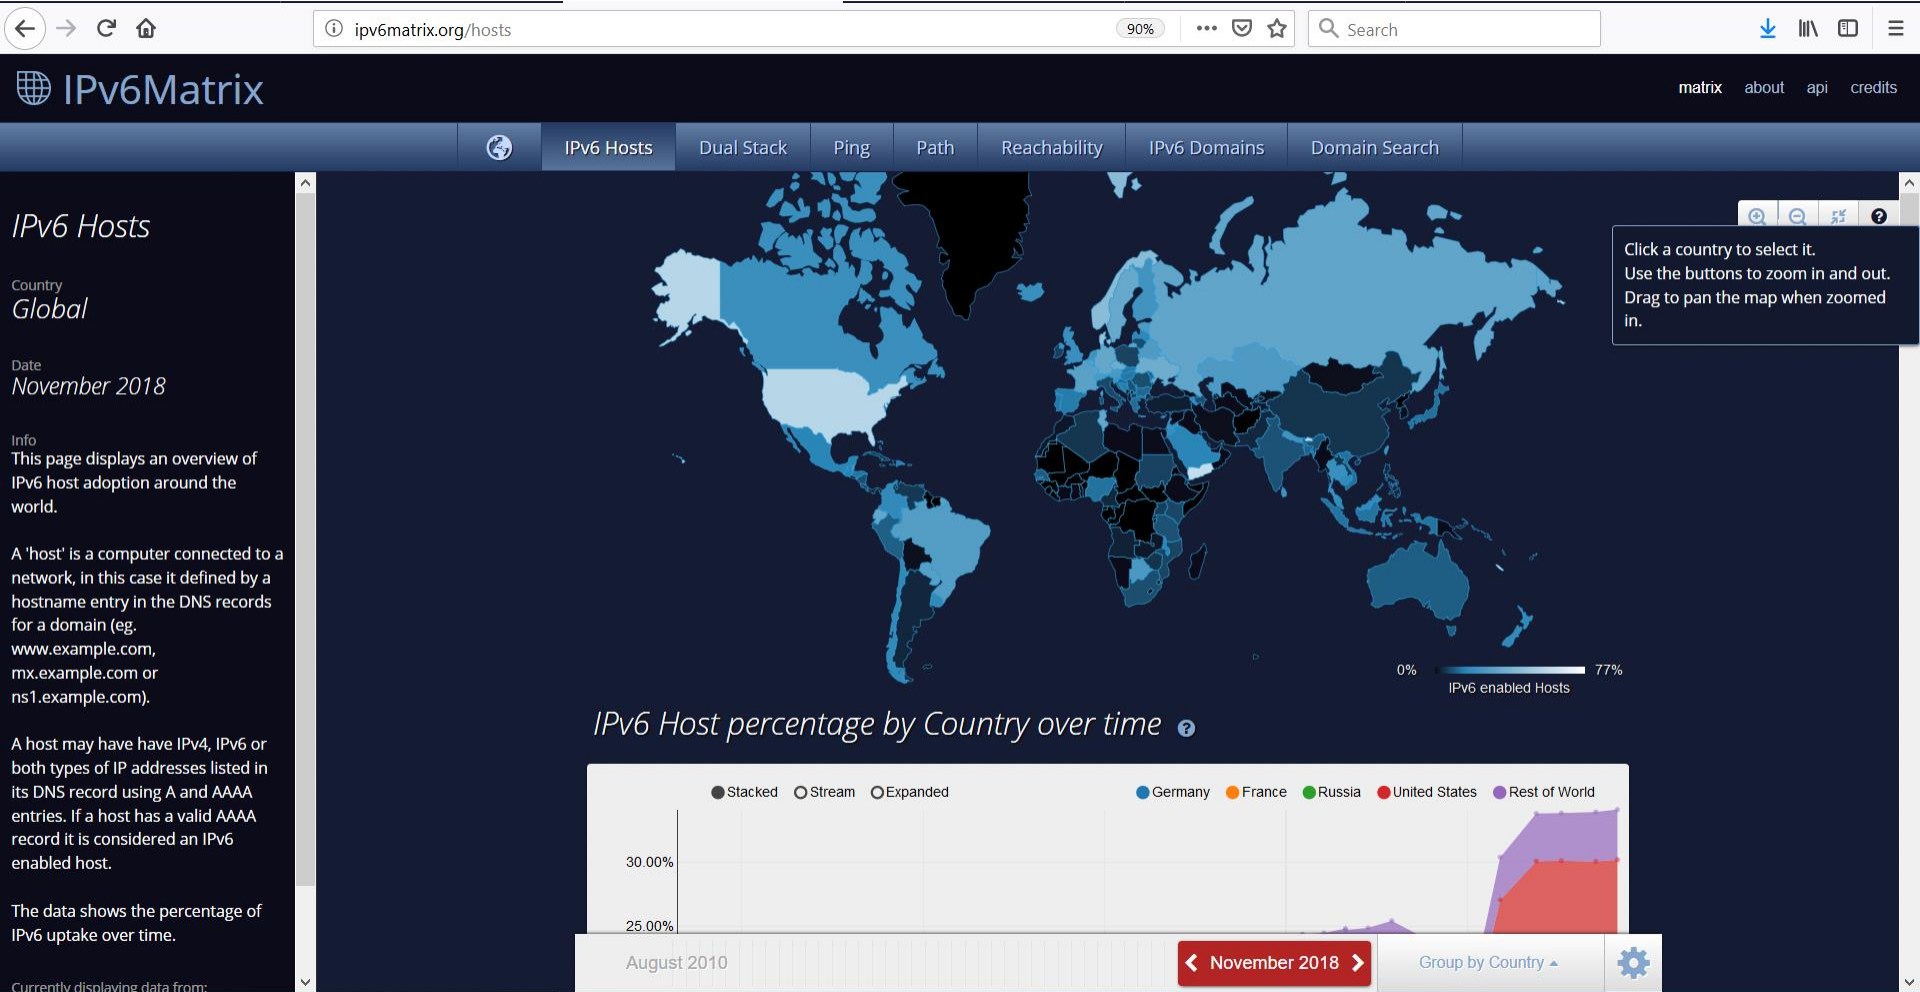 ipv6matrix.org/hosts
90%
Search
IPv6Matrix
matrix about api credits
IPv6 Hosts Dual Stack Ping Path Reachability IPv6 Domains Domain Search
IPv6 Hosts
Country
Global
Date
November 2018
Info
This page displays an overview of
IPv6 host adoption around the
world.
A 'host' is a computer connected to a
network, in this case it defined by a
hostname entry in the DNS records
for a domain (eg.
www.example.com,
mx.example.com or
ns1.example.com).
A host may have have IPv4, IPv6 or
both types of IP addresses listed in
its DNS record using A and AAAA
entries. If a host has a valid AAAA
record it is considered an IPv6
enabled host.
The data shows the percentage of
IPv6 uptake over time.
Currently displaying data from:
Click a country to select it.
Use the buttons to zoom in and out.
Drag to pan the map when zoomed
in.
0% 77%
IPv6 enabled Hosts
IPv6 Host percentage by Country over time ?
Stacked Stream Expanded Germany France Russia United States Rest of World
30.00%
25.00%
August 2010 November 2018 Group by Country